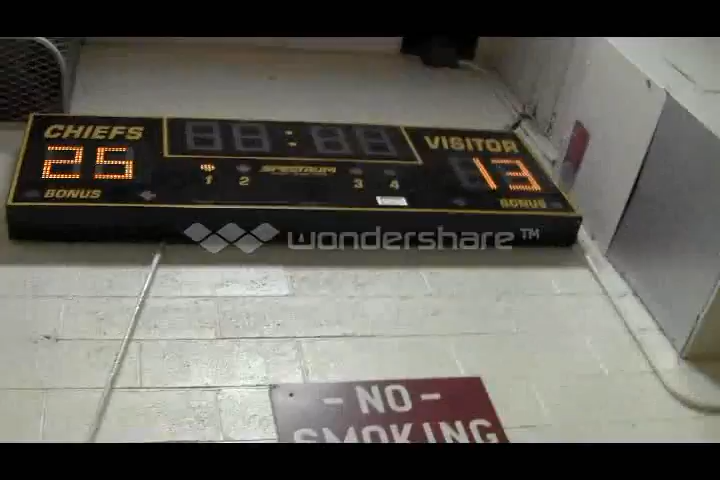 CHIEFS
VISITOR
25
13
1 2 SPECTRUM 3 4
BONUS
BONUS
wondershare™
- NO -
SMOKING